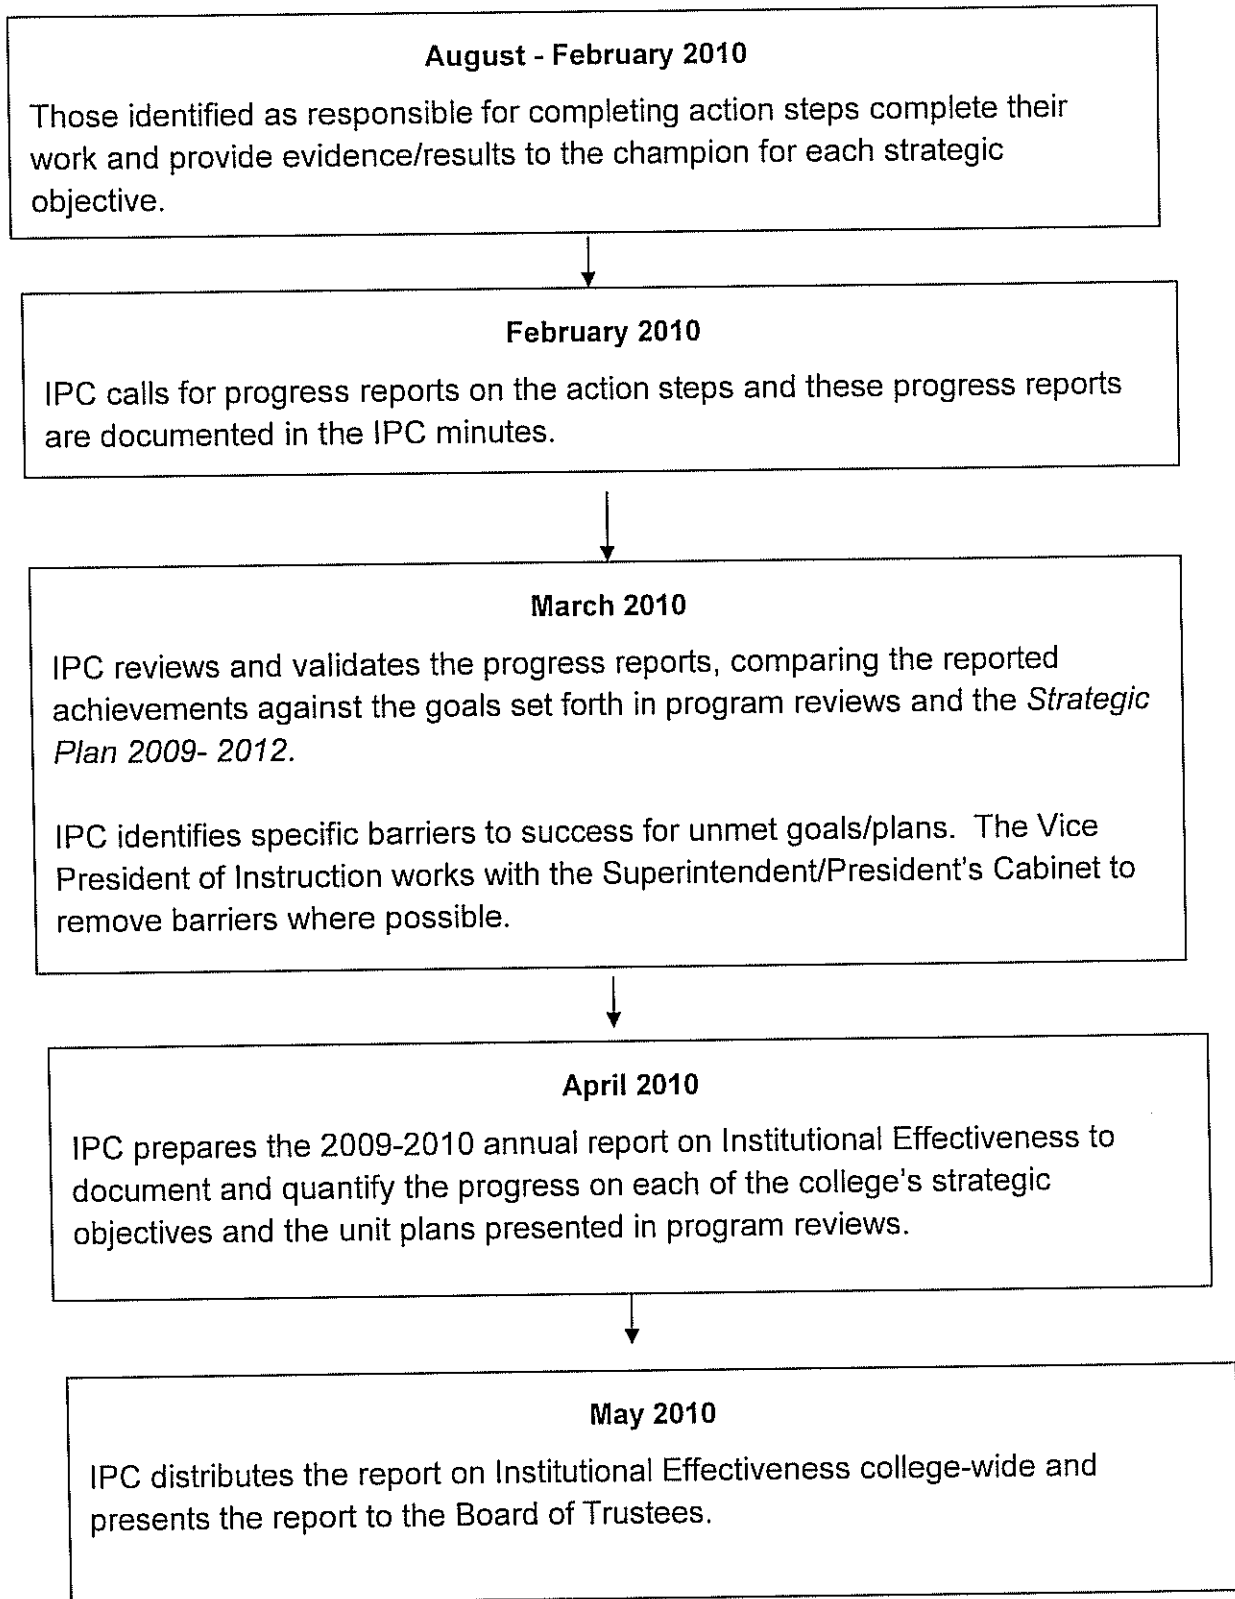 August - February 2010
Those identified as responsible for completing action steps complete their
work and provide evidence/results to the champion for each strategic
objective.
February 2010
IPC calls for progress reports on the action steps and these progress reports
are documented in the IPC minutes.
March 2010
IPC reviews and validates the progress reports, comparing the reported
achievements against the goals set forth in program reviews and the Strategic
Plan 2009- 2012.
IPC identifies specific barriers to success for unmet goals/plans.  The Vice
President of Instruction works with the Superintendent/President's Cabinet to
remove barriers where possible.
April 2010
IPC prepares the 2009-2010 annual report on Institutional Effectiveness to
document and quantify the progress on each of the college's strategic
objectives and the unit plans presented in program reviews.
May 2010
IPC distributes the report on Institutional Effectiveness college-wide and
presents the report to the Board of Trustees.